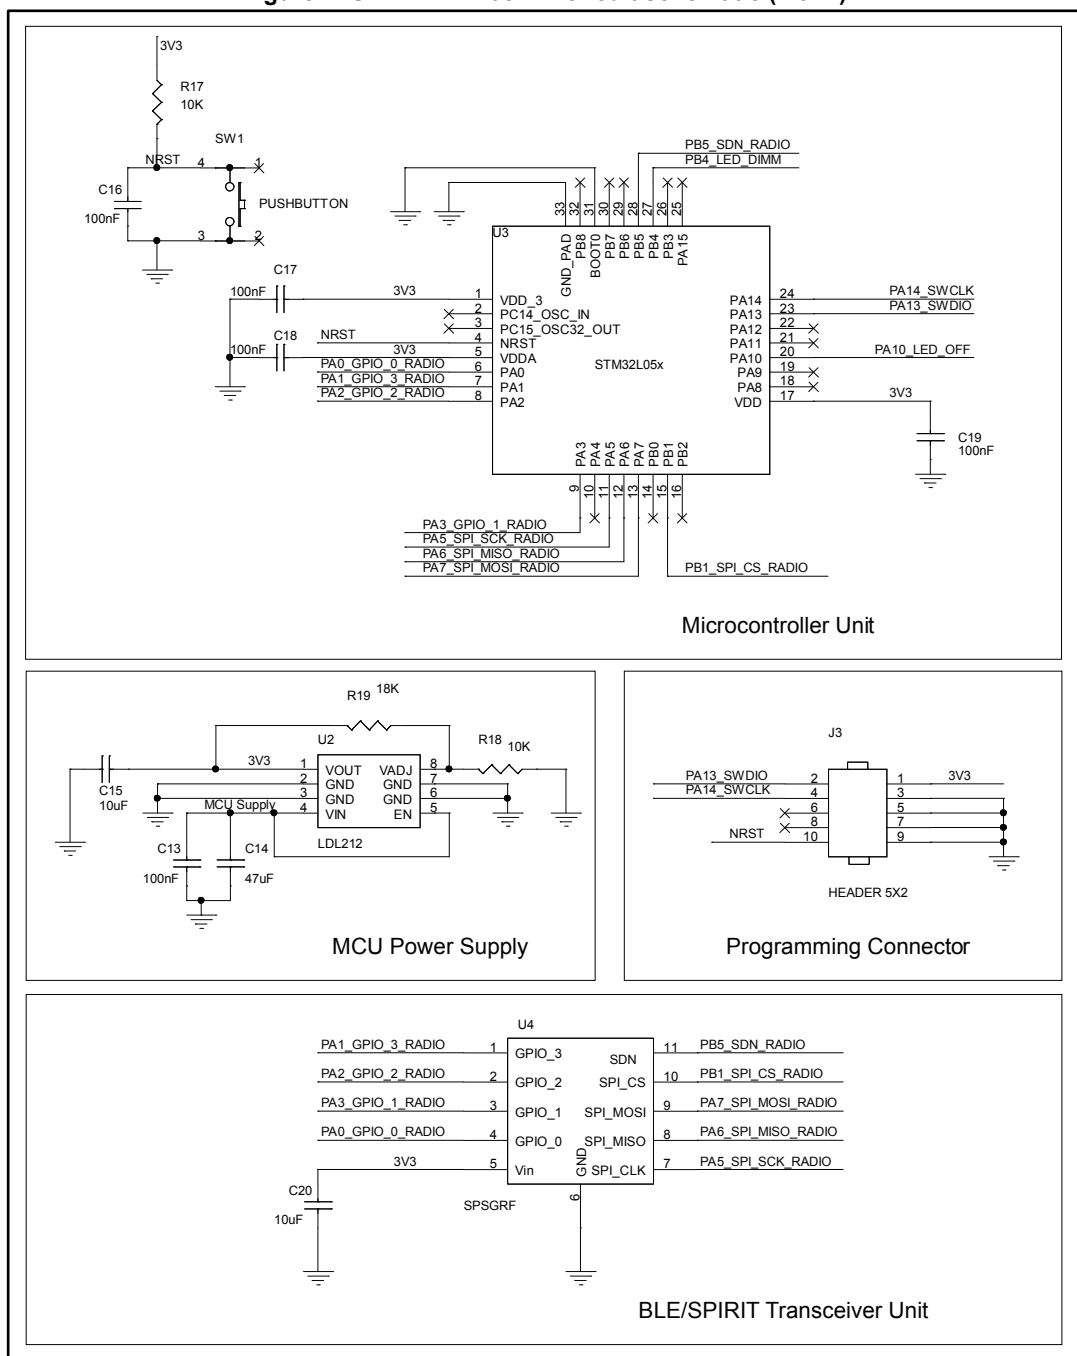 3V3
R17
10K
SW1
NRST 4 1
C16
100nF
PUSHBUTTON
3 2
PB5_SDN_RADIO
PB4_LED_DIMM
33 32 31 30 29 28 27 26 25
U3
GND_PAD PB8 BOOT0 PB7 PB6 PB5 PB4 PB3 PA15
C17
100nF 3V3 1 VDD_3
2 PC14_OSC_IN
3 PC15_OSC32_OUT
NRST 4 NRST
C18
100nF 3V3 5 VDDA
PA0_GPIO_0_RADIO 6 PA0
PA1_GPIO_3_RADIO 7 PA1
PA2_GPIO_2_RADIO 8 PA2
STM32L05x
PA14 24 PA14_SWCLK
PA13 23 PA13_SWDIO
PA12 22
PA11 21
PA10 20 PA10_LED_OFF
PA9 19
PA8 18
VDD 17 3V3
C19
100nF
PA3 PA4 PA5 PA6 PA7 PB0 PB1 PB2
9 10 11 12 13 14 15 16
PA3_GPIO_1_RADIO
PA5_SPI_SCK_RADIO
PA6_SPI_MISO_RADIO
PA7_SPI_MOSI_RADIO
PB1_SPI_CS_RADIO
Microcontroller Unit
R19 18K
U2
R18 10K
C15
10uF
3V3 1 VOUT VADJ 8
2 GND GND 7
3 GND GND 6
MCU Supply 4 VIN EN 5
LDL212
C13
100nF
C14
47uF
MCU Power Supply
J3
PA13_SWDIO 2 1 3V3
PA14_SWCLK 4 3
6 5
8 7
NRST 10 9
HEADER 5X2
Programming Connector
U4
PA1_GPIO_3_RADIO 1 GPIO_3 SDN 11 PB5_SDN_RADIO
PA2_GPIO_2_RADIO 2 GPIO_2 SPI_CS 10 PB1_SPI_CS_RADIO
PA3_GPIO_1_RADIO 3 GPIO_1 SPI_MOSI 9 PA7_SPI_MOSI_RADIO
PA0_GPIO_0_RADIO 4 GPIO_0 SPI_MISO 8 PA6_SPI_MISO_RADIO
3V3 5 Vin GND SPI_CLK 7 PA5_SPI_SCK_RADIO
6
C20
10uF
SPSGRF
BLE/SPIRIT Transceiver Unit